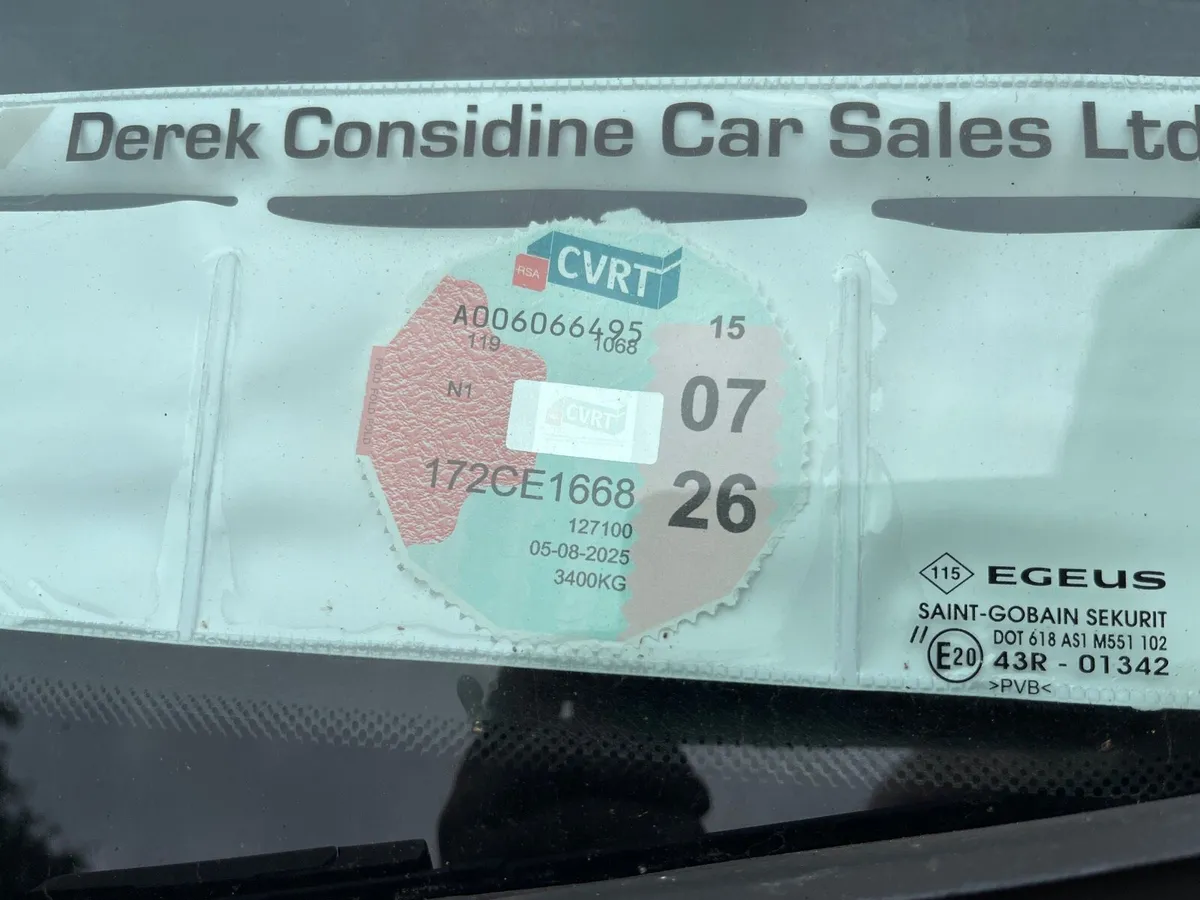 Derek Considine Car Sales Ltd
RSA
CVRT
A006066495
15
119
1068
07
N1
CVRT
172CE1668
26
127100
05-08-2025
3400KG
115
EGEUS
SAINT-GOBAIN SEKURIT
DOT 618 AS1 M551 102
//
E20
43R - 01342
>PVB<